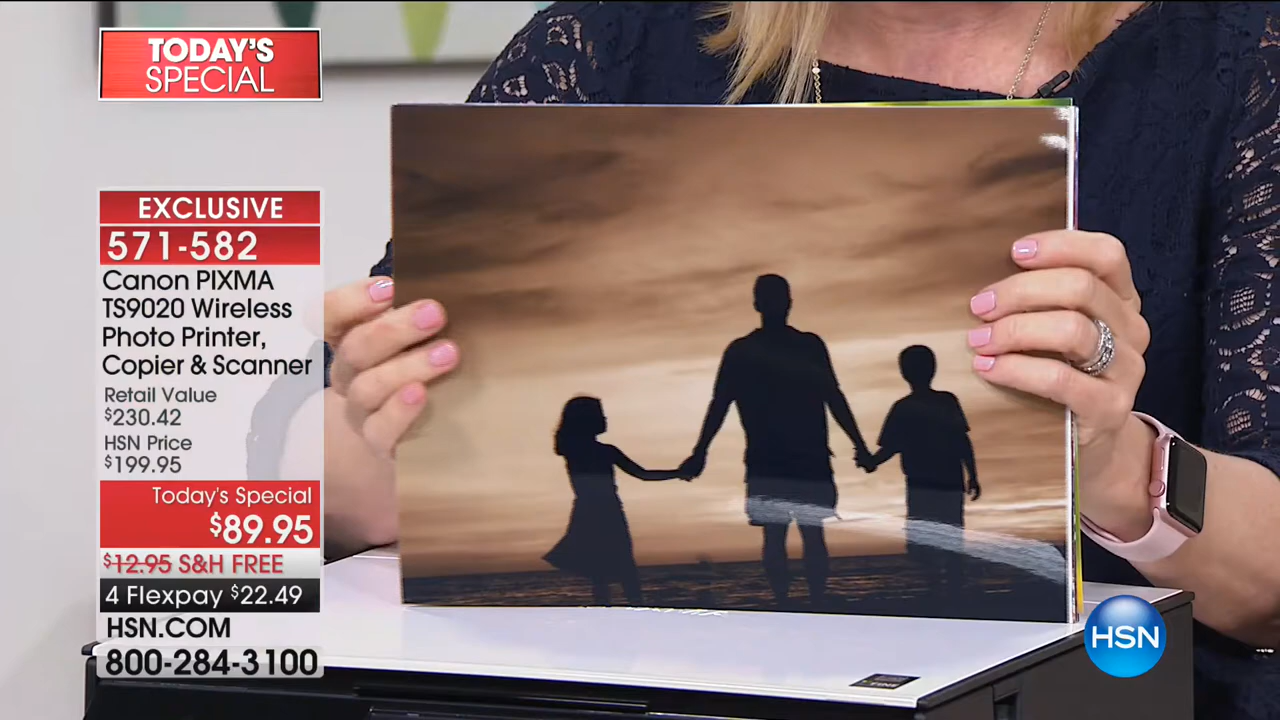 TODAY'S
SPECIAL
EXCLUSIVE
571-582
Canon PIXMA
TS9020 Wireless
Photo Printer,
Copier & Scanner
Retail Value
$230.42
HSN Price
$199.95
Today's Special
$89.95
$12.95 S&H FREE
4 Flexpay $22.49
HSN.COM
800-284-3100
HSN